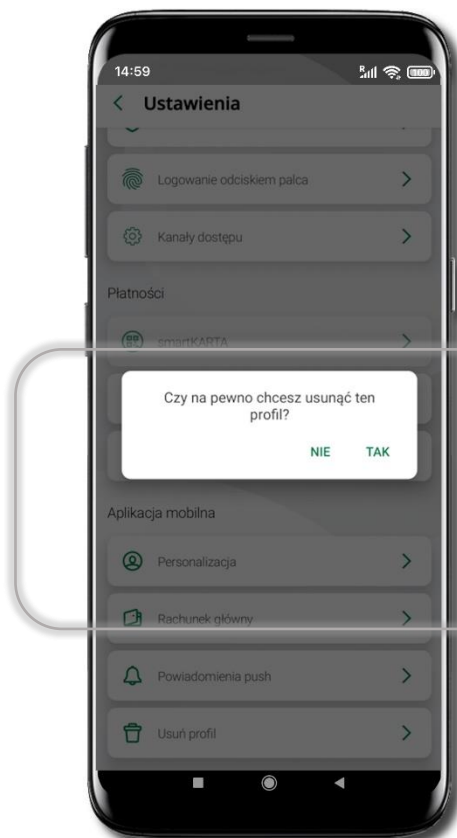 14:59
Ustawienia
Logowanie odciskiem palca
Kanały dostępu
Płatności
smartKARTA
Czy na pewno chcesz usunąć ten
profil?
NIE TAK
Aplikacja mobilna
Personalizacja
Rachunek główny
Powiadomienia push
Usuń profil